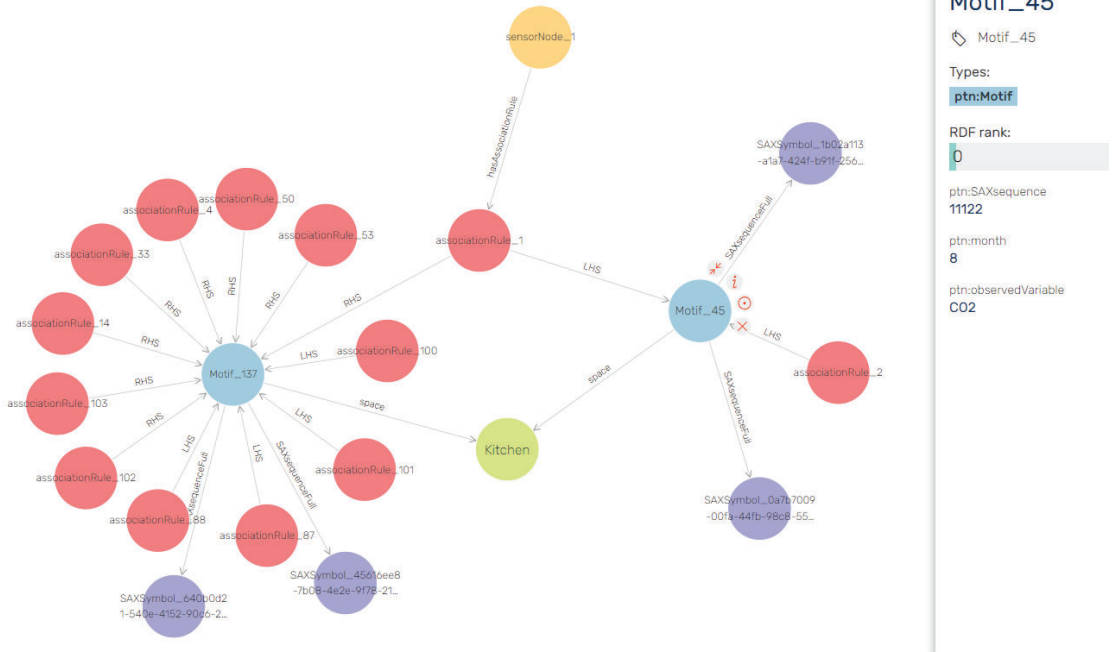 sensorNode_1
hasAssociationRule
SAXSymbol_1b02a113
-a1a7-424f-b91f-256…
SAXsequenceFull
associationRule_50
associationRule_4
associationRule_53
associationRule_1
associationRule_33
RHS
RHS
RHS
RHS
RHS
LHS
Motif_45
associationRule_14
RHS
LHS
associationRule_100
LHS
associationRule_2
Motif_137
RHS
space
space
SAXsequenceFull
associationRule_103
RHS
LHS
Kitchen
LHS
LHS
SAXsequenceFull
associationRule_102
associationRule_101
xsequenceFull
SAXSymbol_0a7b7009
-00fa-44fb-98c8-55…
associationRule_88
associationRule_87
SAXSymbol_45616ee8
-7b08-4e2e-9f78-21…
SAXSymbol_640b0d2
1-540e-4152-90c6-2…
Motif_45
Motif_45
Types:
ptn:Motif
RDF rank:
0
ptn:SAXsequence
11122
ptn:month
8
ptn:observedVariable
CO2